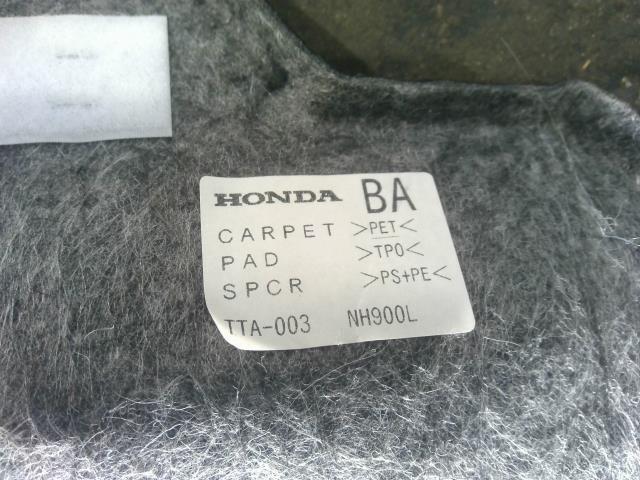 HONDA BA
CARPET >PET<
PAD >TPO<
SPCR >PS+PE<
TTA-003 NH900L